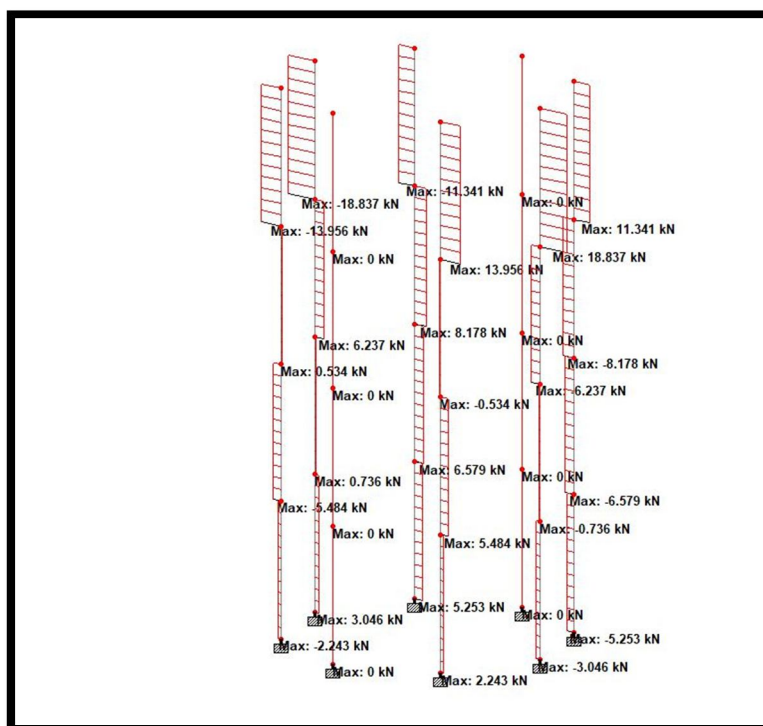 Max: -11.341 kN
Max: -18.837 kN
Max: 0 kN
Max: -13.956 kN
Max: 11.341 kN
Max: 0 kN
Max: 18.837 kN
Max: 13.956 kN
Max: 8.178 kN
Max: 0 kN
Max: 6.237 kN
Max: -8.178 kN
Max: 0.534 kN
Max: 0 kN
Max: -6.237 kN
Max: -0.534 kN
Max: 6.579 kN
Max: 0 kN
Max: 0.736 kN
Max: -6.579 kN
Max: -5.484 kN
Max: 0 kN
Max: -0.736 kN
Max: 5.484 kN
Max: 5.253 kN
Max: 0 kN
Max: 3.046 kN
Max: -5.253 kN
Max: -2.243 kN
Max: 0 kN
Max: -3.046 kN
Max: 2.243 kN